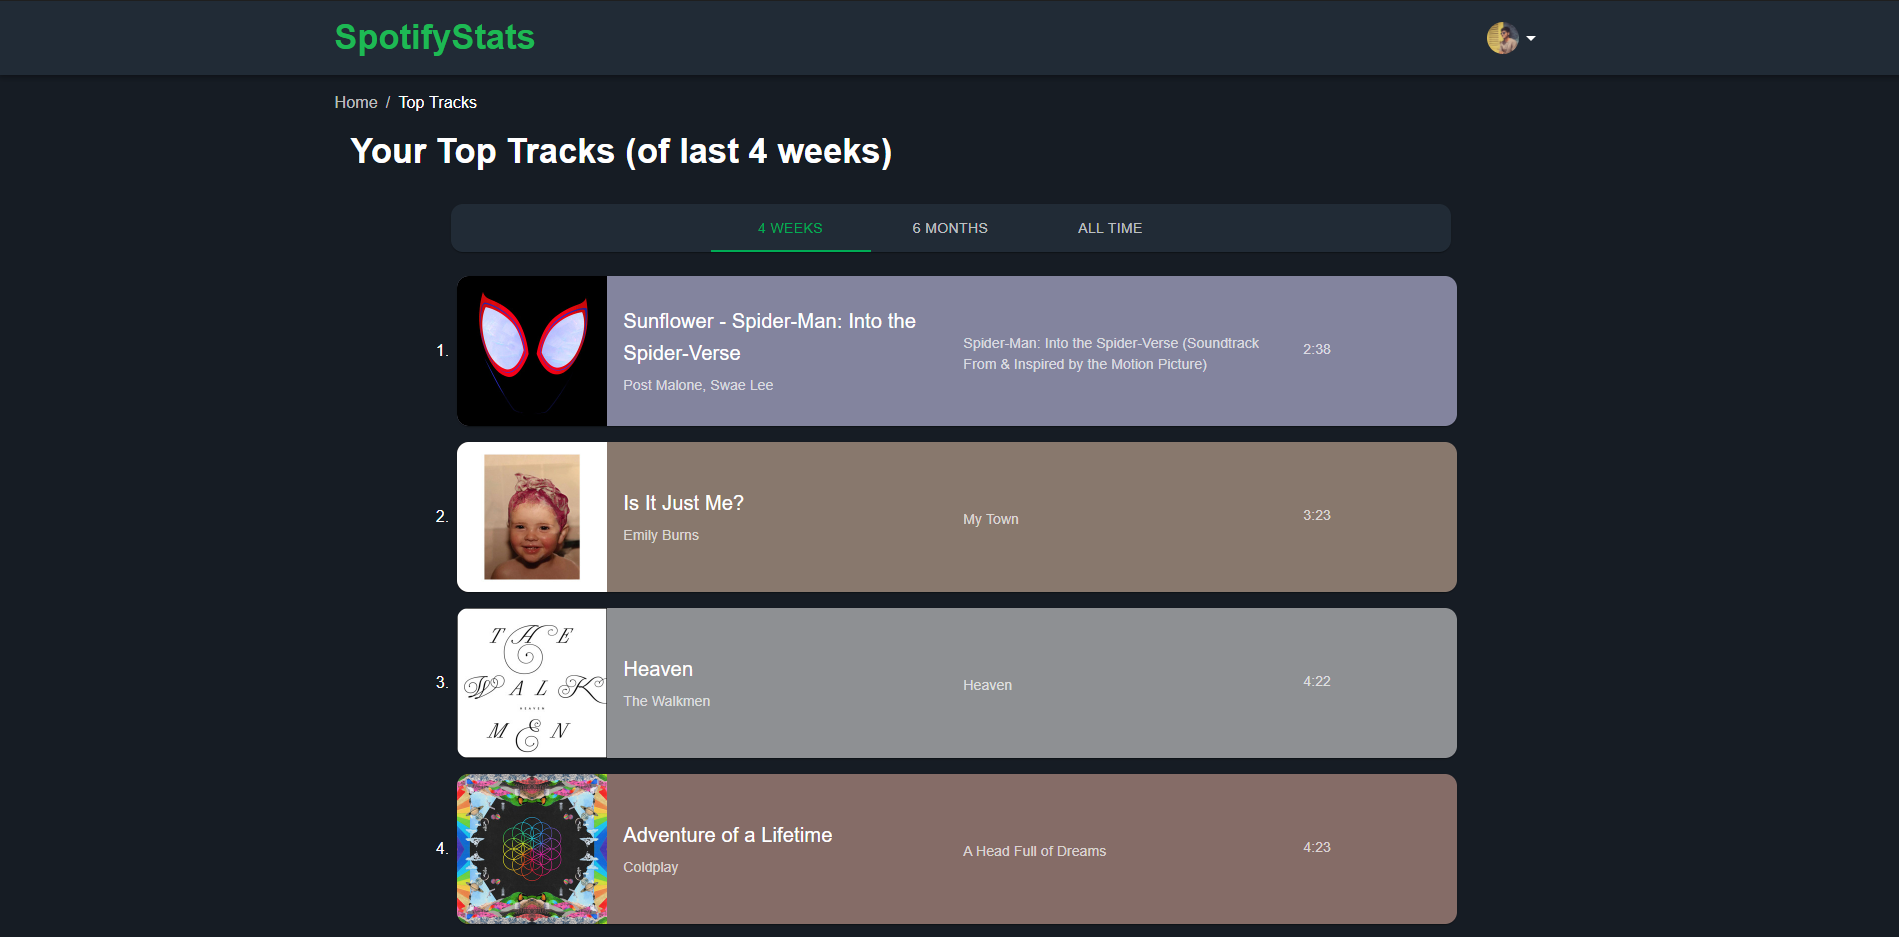 SpotifyStats
Home / Top Tracks
Your Top Tracks (of last 4 weeks)
4 WEEKS 6 MONTHS ALL TIME
1.
Sunflower - Spider-Man: Into the
Spider-Verse
Post Malone, Swae Lee
Spider-Man: Into the Spider-Verse (Soundtrack
From & Inspired by the Motion Picture)
2:38
2.
Is It Just Me?
Emily Burns
My Town
3:23
3.
THE
WALK
HEAVEN
MEN
Heaven
The Walkmen
Heaven
4:22
4.
Adventure of a Lifetime
Coldplay
A Head Full of Dreams
4:23